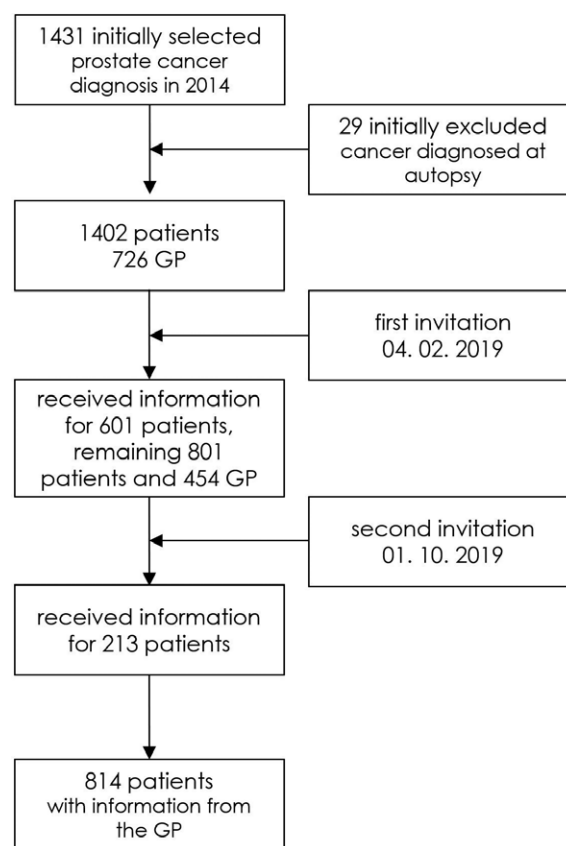 1431 initially selected
prostate cancer
diagnosis in 2014
29 initially excluded
cancer diagnosed at
autopsy
1402 patients
726 GP
first invitation
04. 02. 2019
received information
for 601 patients,
remaining 801
patients and 454 GP
second invitation
01. 10. 2019
received information
for 213 patients
814 patients
with information from
the GP